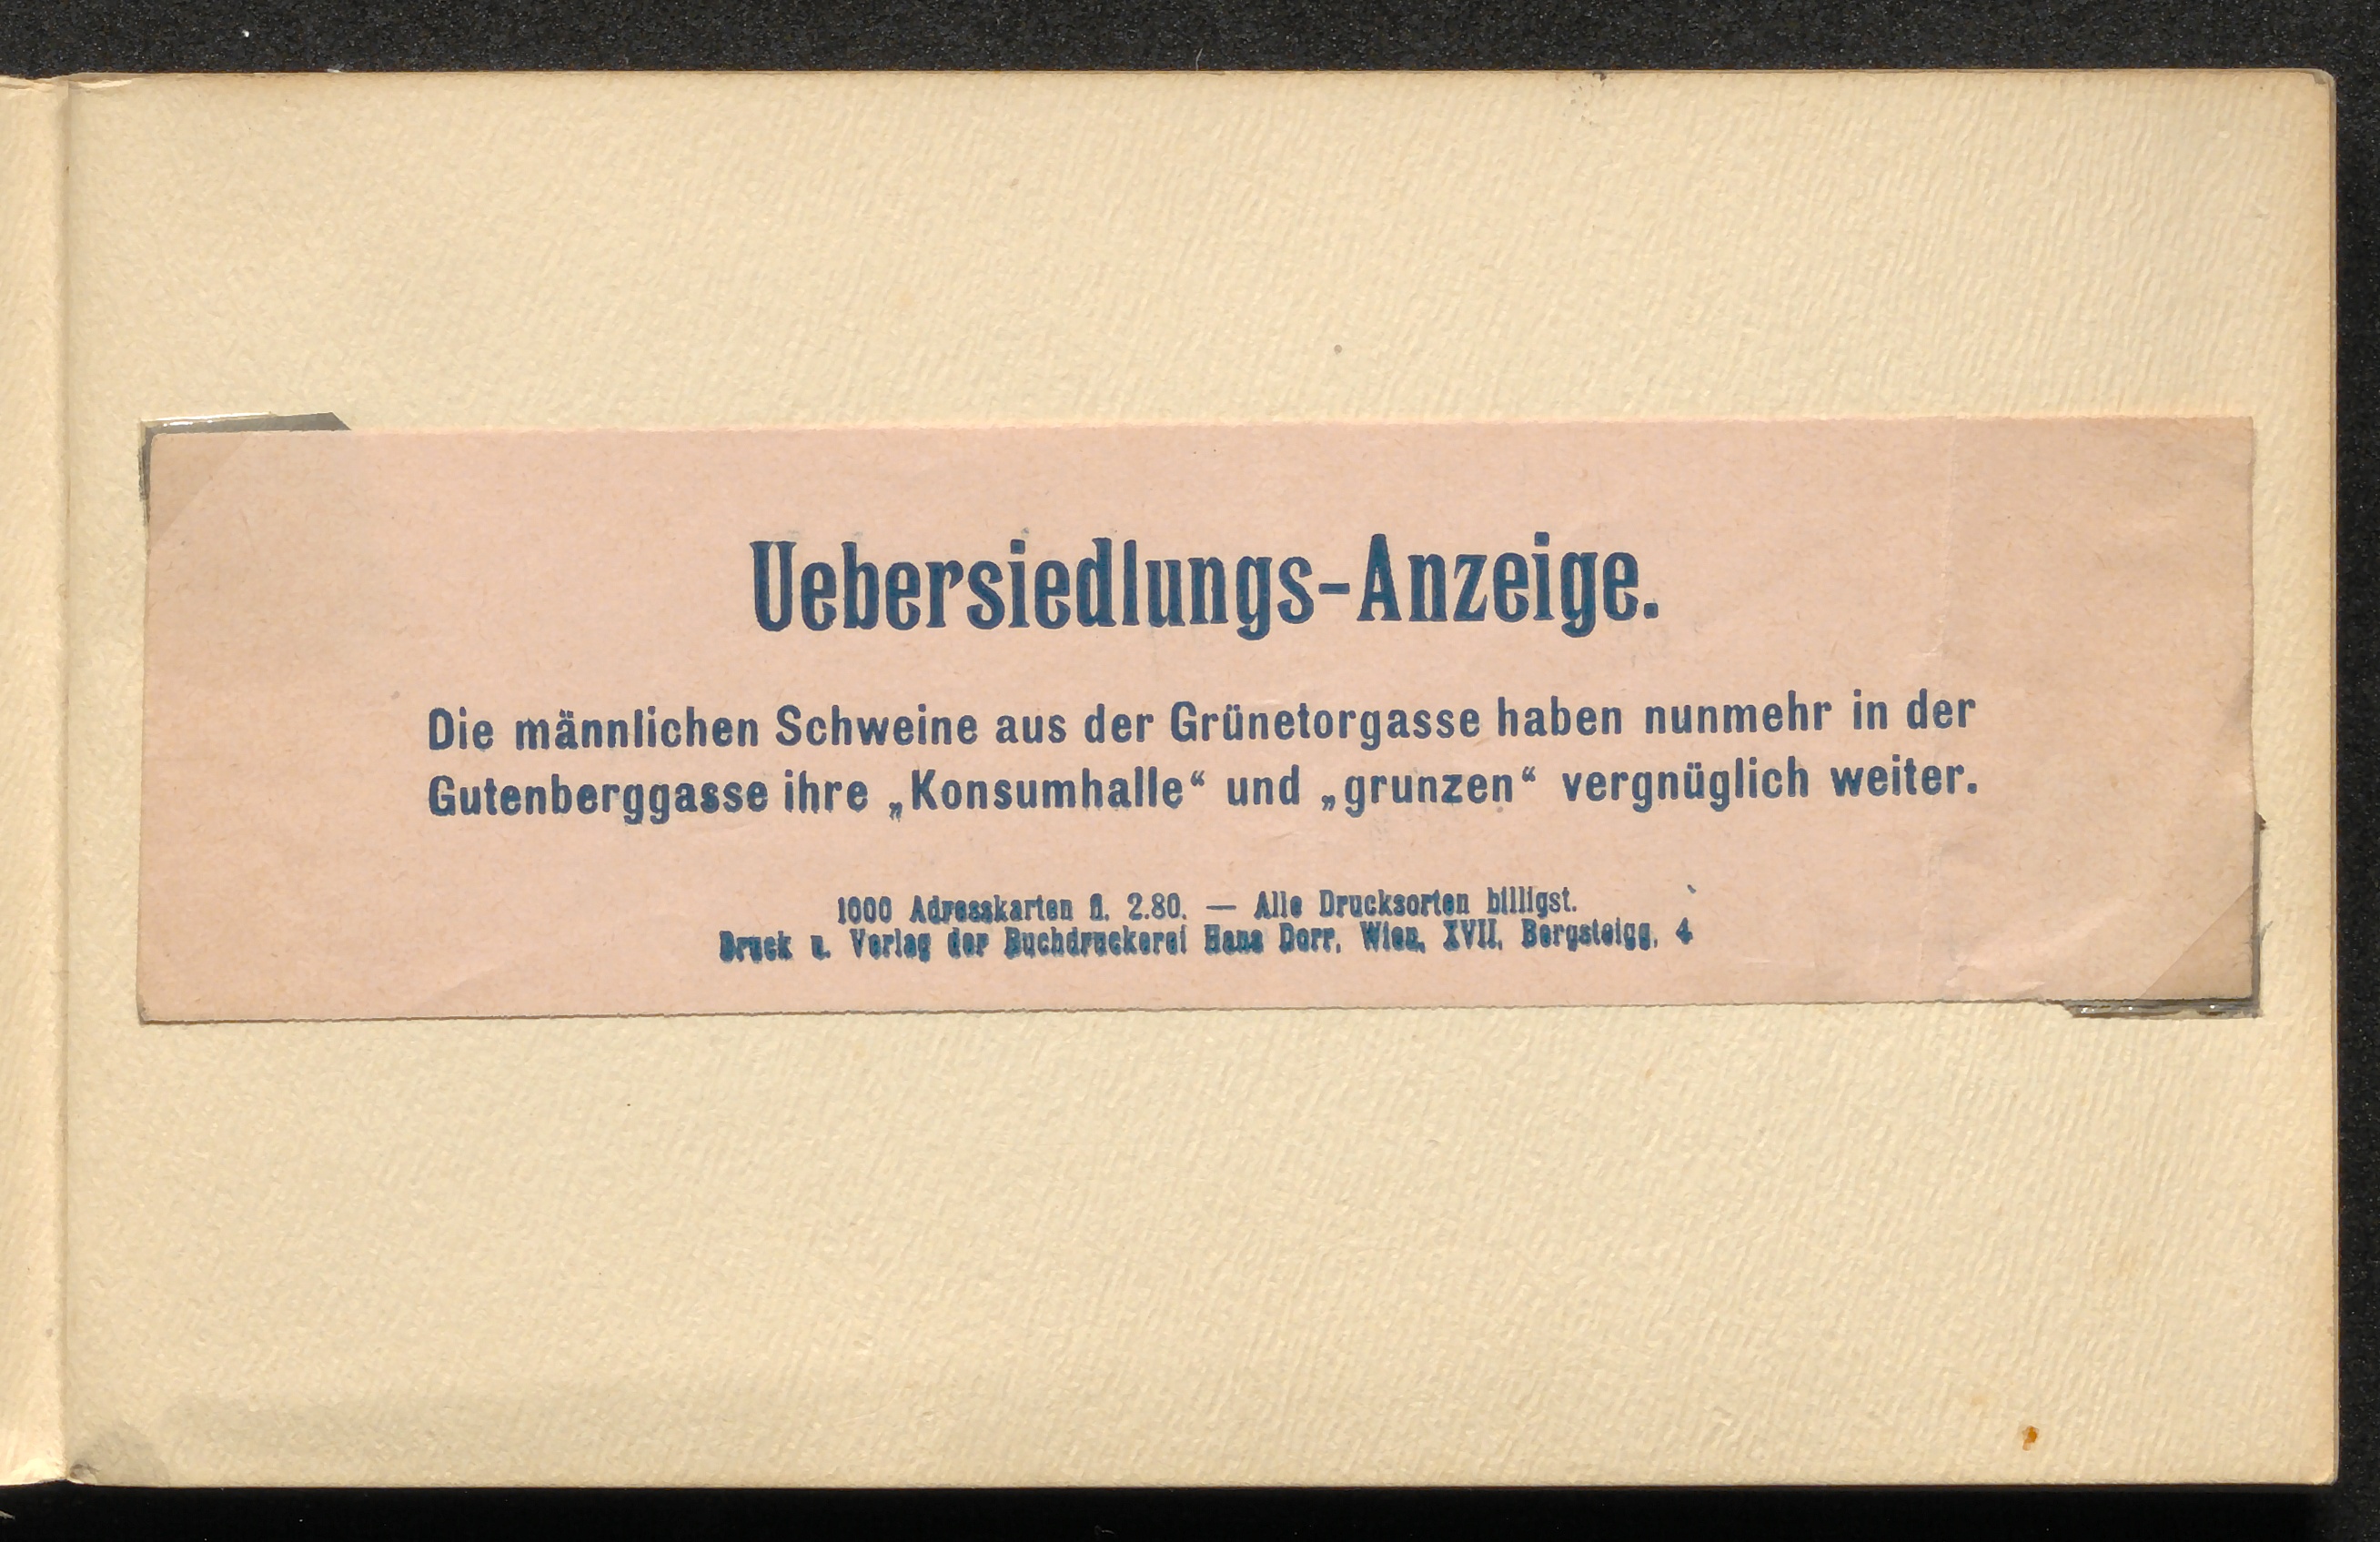 Uebersiedlungs-Anzeige.
Die männlichen Schweine aus der Grünetorgasse haben nunmehr in der
Gutenberggasse ihre „Konsumhalle“ und „grunzen“ vergnüglich weiter.
1000 Adresskarten fl. 2.80. — Alle Drucksorten billigst.
Druck u. Verlag der Buchdruckerei Hans Dorr, Wien, XVII, Bergsteigg. 4